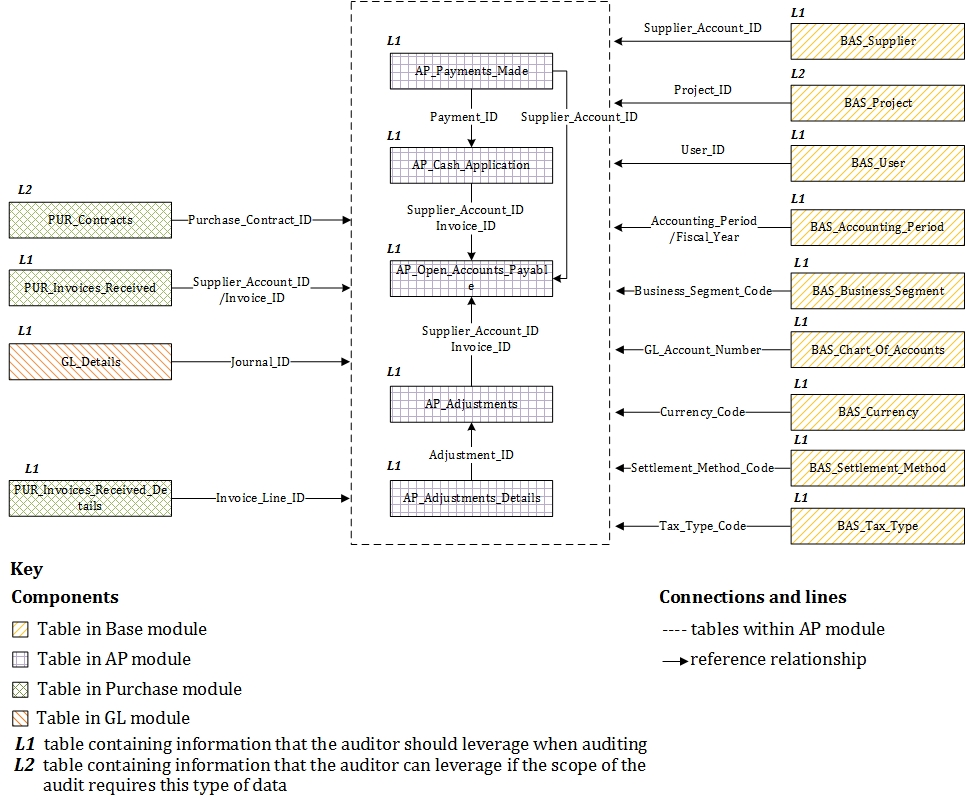 L1
Supplier_Account_ID
BAS_Supplier
L1
AP_Payments_Made
L2
Project_ID
BAS_Project
Payment_ID
Supplier_Account_ID
L1
AP_Cash_Application
L1
User_ID
BAS_User
L2
PUR_Contracts
Purchase_Contract_ID
Supplier_Account_ID
Invoice_ID
L1
Accounting_Period
/Fiscal_Year
BAS_Accounting_Period
L1
PUR_Invoices_Received
Supplier_Account_ID
/Invoice_ID
L1
AP_Open_Accounts_Payabl
e
L1
Business_Segment_Code
BAS_Business_Segment
L1
GL_Details
Journal_ID
Supplier_Account_ID
Invoice_ID
L1
GL_Account_Number
BAS_Chart_Of_Accounts
L1
AP_Adjustments
L1
Currency_Code
BAS_Currency
Adjustment_ID
L1
Settlement_Method_Code
BAS_Settlement_Method
L1
PUR_Invoices_Received_De
tails
Invoice_Line_ID
L1
AP_Adjustments_Details
L1
Tax_Type_Code
BAS_Tax_Type
Key
Components
Table in Base module
Table in AP module
Table in Purchase module
Table in GL module
L1 table containing information that the auditor should leverage when auditing
L2 table containing information that the auditor can leverage if the scope of the
audit requires this type of data
Connections and lines
---- tables within AP module
reference relationship